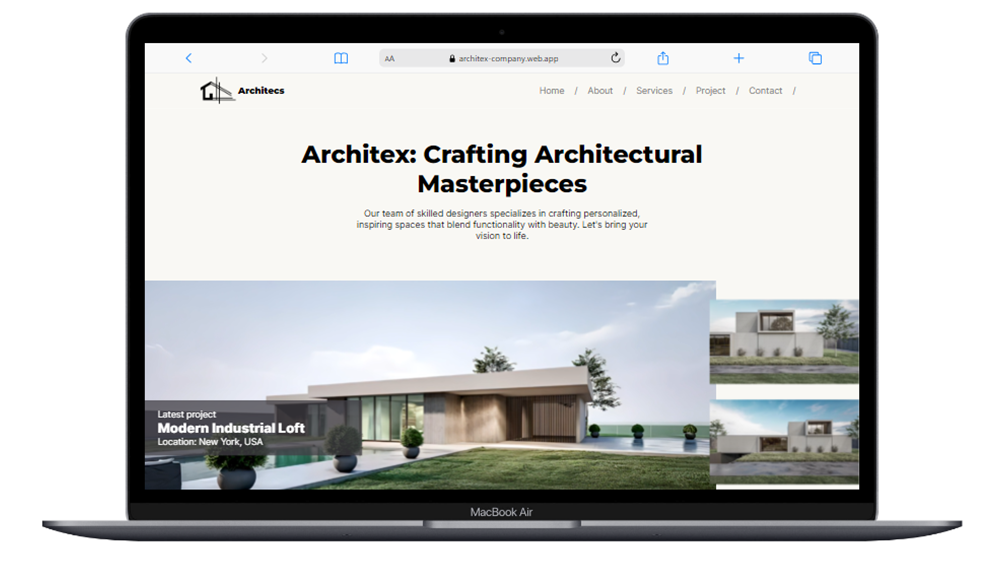 AA architex-company.web.app
Architecs
Home / About / Services / Project / Contact /
Architex: Crafting Architectural
Masterpieces
Our team of skilled designers specializes in crafting personalized,
inspiring spaces that blend functionality with beauty. Let's bring your
vision to life.
Latest project
Modern Industrial Loft
Location: New York, USA
MacBook Air